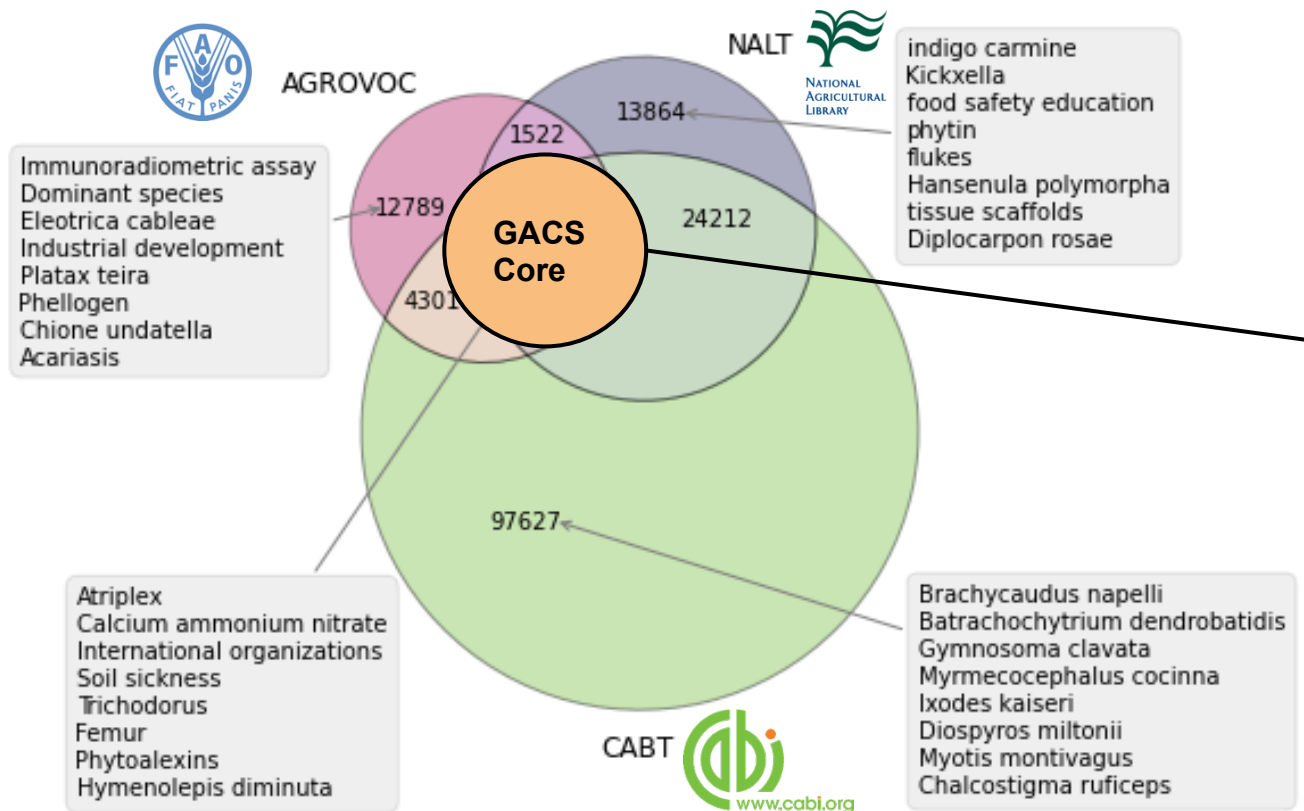 FAO
FIAT PANIS
AGROVOC
NALT
NATIONAL
AGRICULTURAL
LIBRARY
indigo carmine
Kickxella
food safety education
phytin
flukes
Hansenula polymorpha
tissue scaffolds
Diplocarpon rosae
13864
1522
Immunoradiometric assay
Dominant species
Eleotrica cableae
Industrial development
Platax teira
Phellogen
Chione undatella
Acariasis
12789
24212
GACS
Core
4301
97627
Atriplex
Calcium ammonium nitrate
International organizations
Soil sickness
Trichodorus
Femur
Phytoalexins
Hymenolepis diminuta
Brachycaudus napelli
Batrachochytrium dendrobatidis
Gymnosoma clavata
Myrmecocephalus cocinna
Ixodes kaiseri
Diospyros miltonii
Myotis montivagus
Chalcostigma ruficeps
CABT
cabi
www.cabi.org